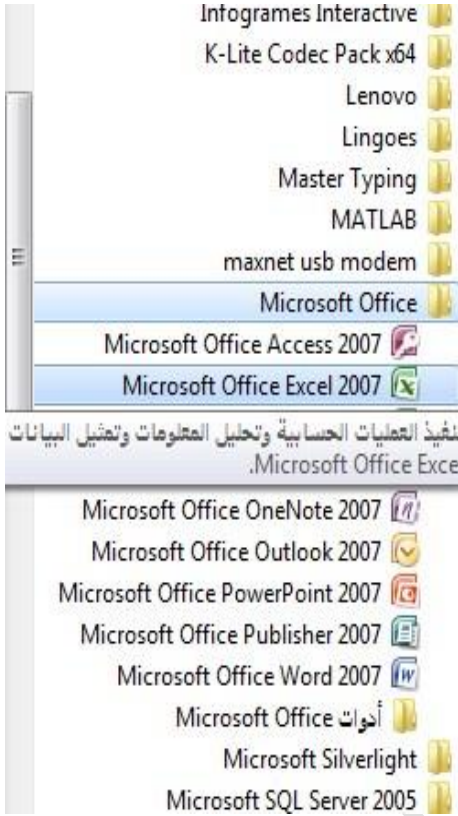 Infogrames Interactive
K-Lite Codec Pack x64
Lenovo
Lingoes
Master Typing
MATLAB
maxnet usb modem
Microsoft Office
Microsoft Office Access 2007
Microsoft Office Excel 2007
تنفيذ العمليات الحسابية وتحليل المعلومات وتمثيل البيانات
.Microsoft Office Exce
Microsoft Office OneNote 2007
Microsoft Office Outlook 2007
Microsoft Office PowerPoint 2007
Microsoft Office Publisher 2007
Microsoft Office Word 2007
أدوات Microsoft Office
Microsoft Silverlight
Microsoft SQL Server 2005